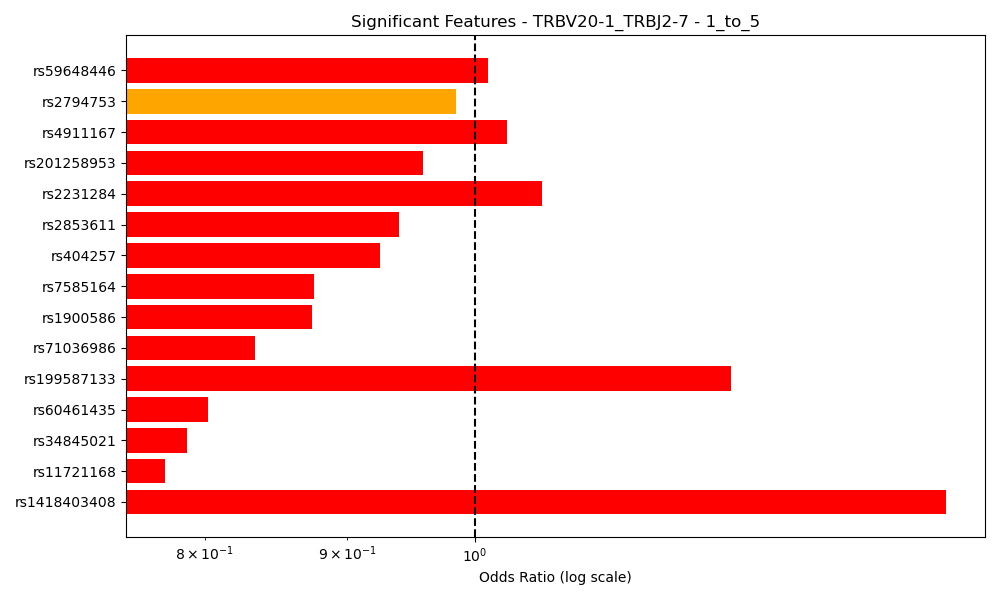 Significant Features - TRBV20-1_TRBJ2-7 - 1_to_5
rs59648446
rs2794753
rs4911167
rs201258953
rs2231284
rs2853611
rs404257
rs7585164
rs1900586
rs71036986
rs199587133
rs60461435
rs34845021
rs11721168
rs1418403408
8 × 10⁻¹ 9 × 10⁻¹ 10⁰
Odds Ratio (log scale)